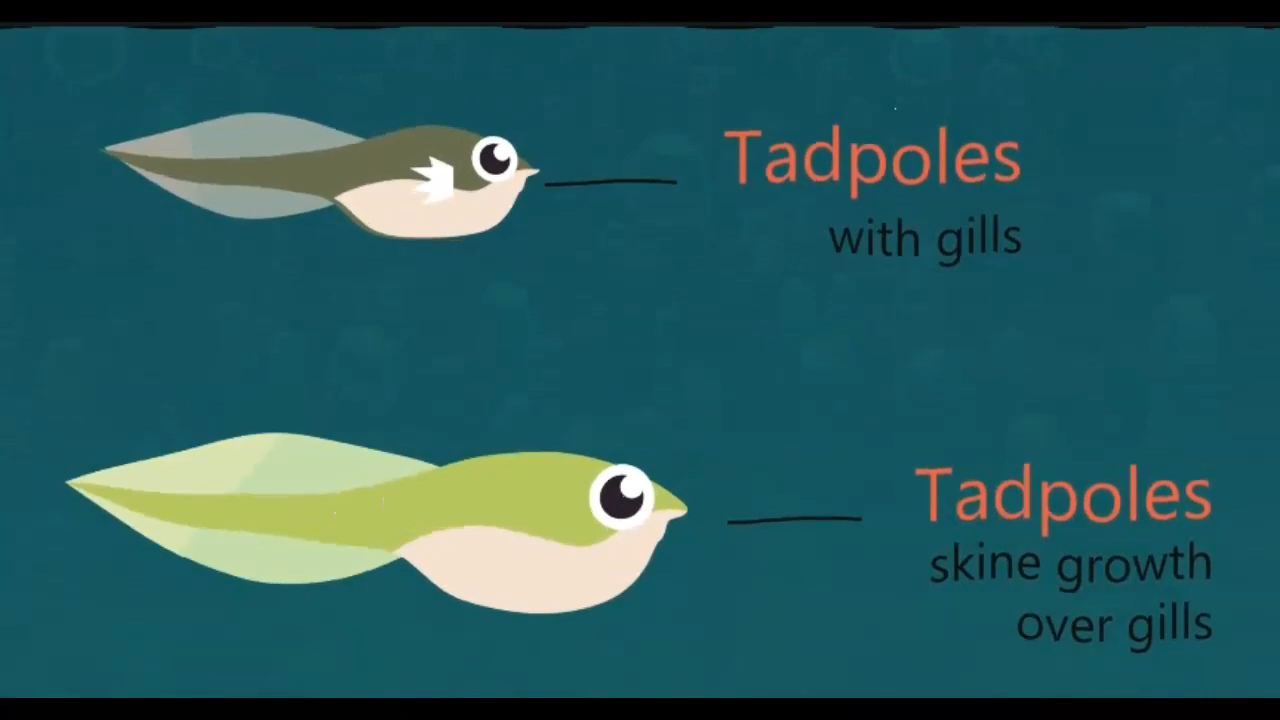 Tadpoles
with gills
Tadpoles
skine growth
over gills